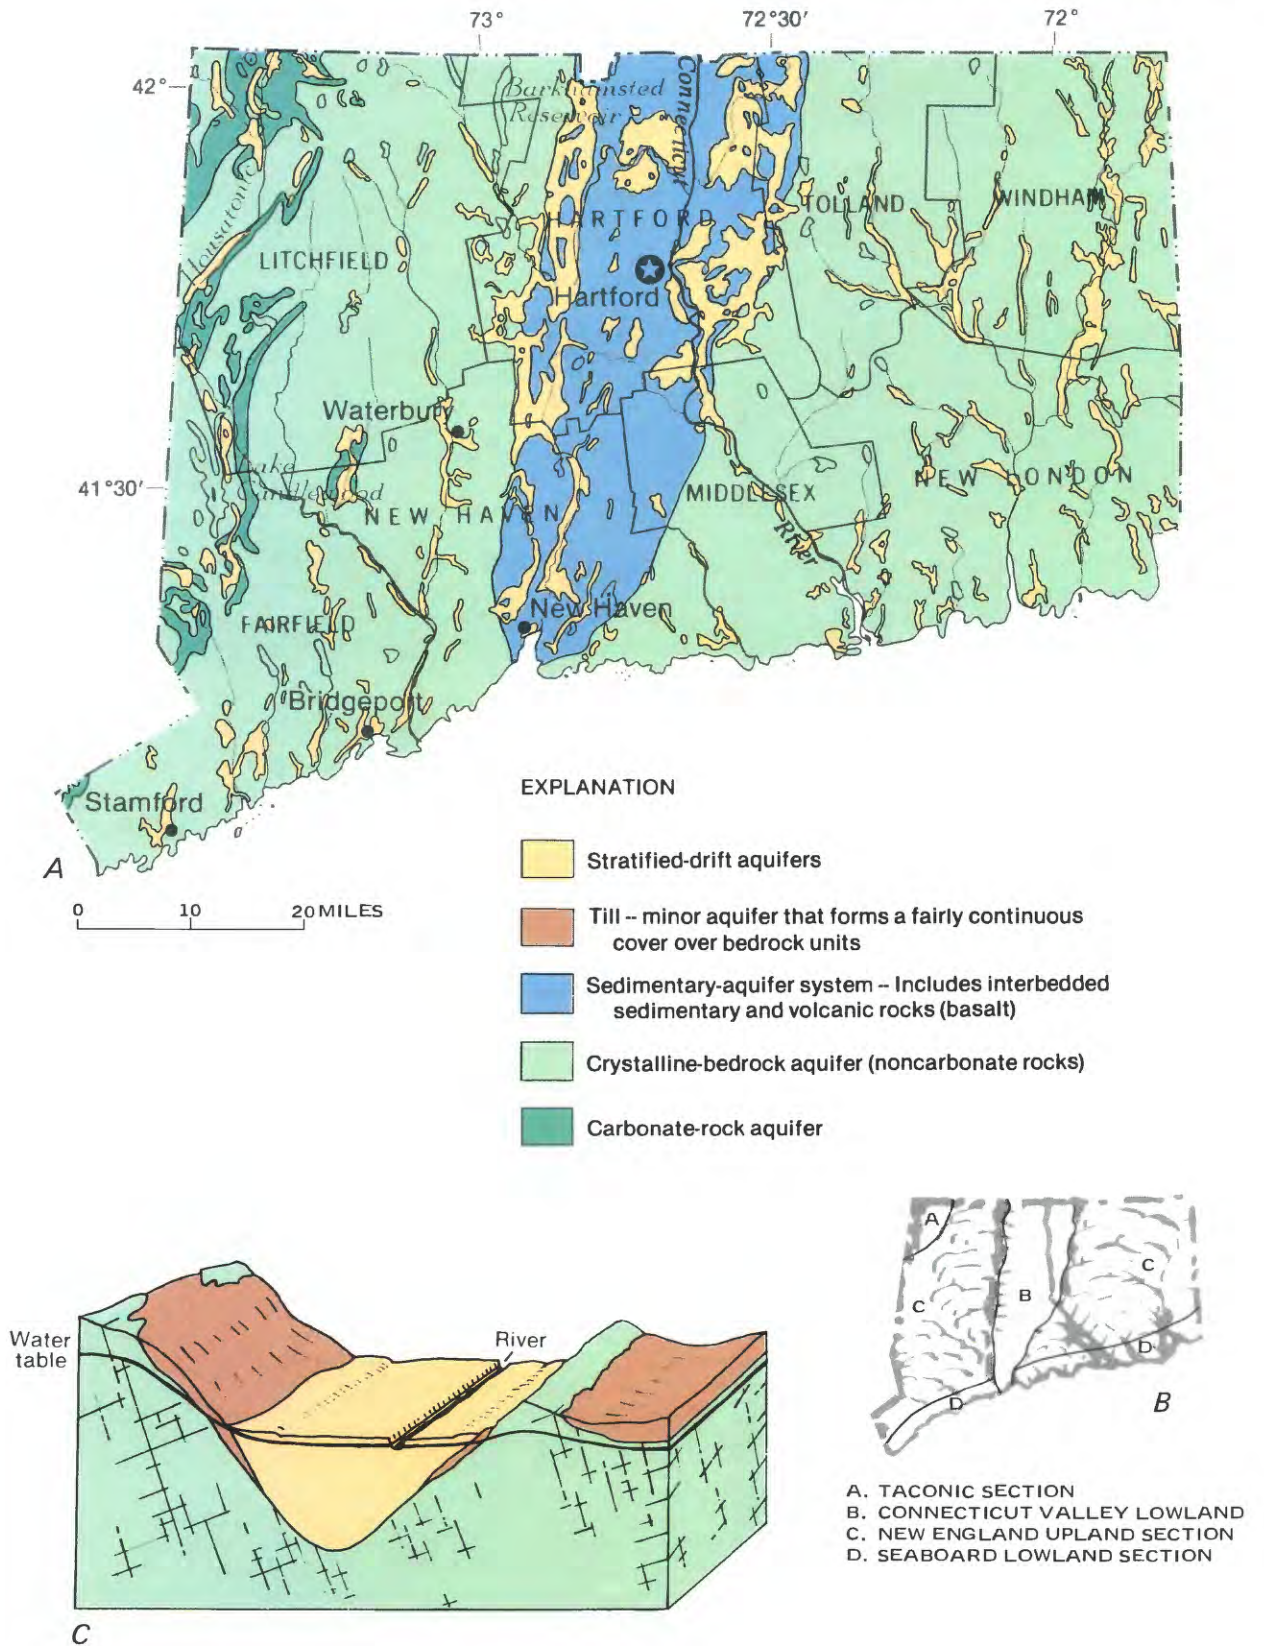 73°
72°30′
72°
42°
Barkhamsted
Reservoir
Connecticut
Housatonic
HARTFORD
TOLLAND
WINDHAM
LITCHFIELD
Hartford
Waterbury
Lake
Candlewood
41°30′
NEW HAVEN
MIDDLESEX
NEW LONDON
River
New Haven
FAIRFIELD
Bridgeport
Stamford
A
0 10 20 MILES
EXPLANATION
Stratified-drift aquifers
Till -- minor aquifer that forms a fairly continuous
cover over bedrock units
Sedimentary-aquifer system -- Includes interbedded
sedimentary and volcanic rocks (basalt)
Crystalline-bedrock aquifer (noncarbonate rocks)
Carbonate-rock aquifer
Water
table
River
C
A
C
B
C
D
D
B
A. TACONIC SECTION
B. CONNECTICUT VALLEY LOWLAND
C. NEW ENGLAND UPLAND SECTION
D. SEABOARD LOWLAND SECTION